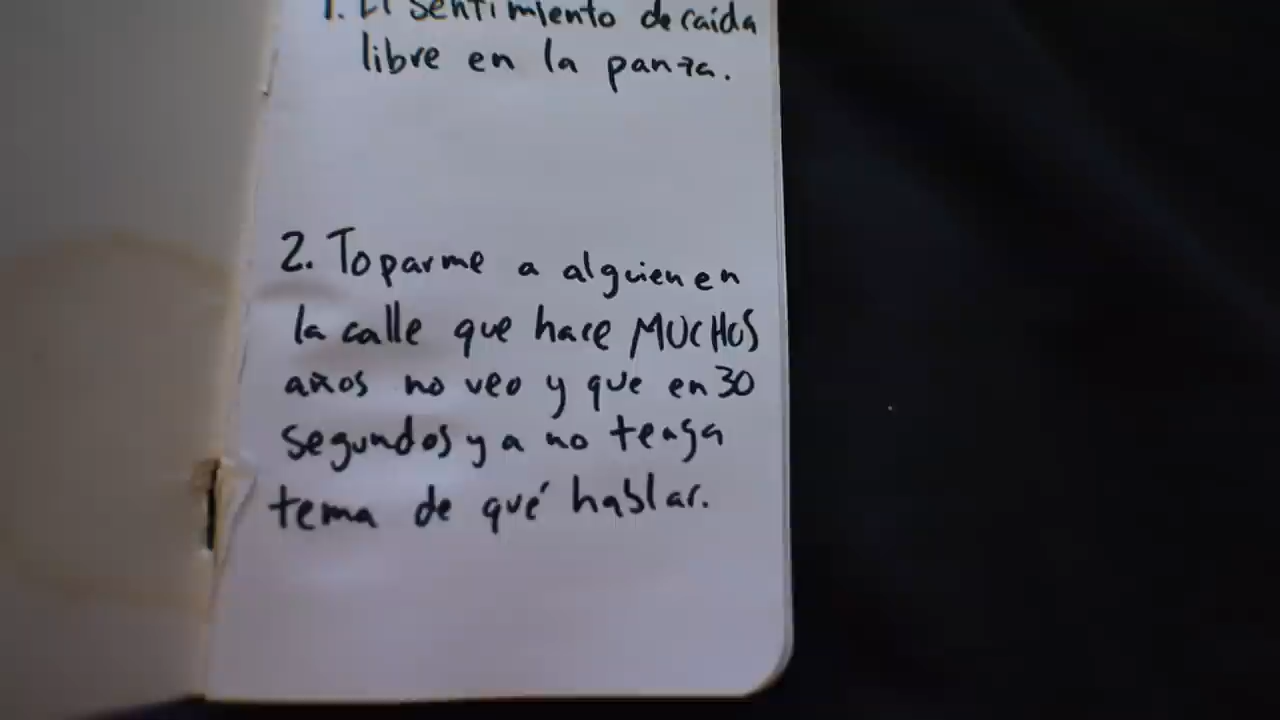 1. El sentimiento de caida
libre en la panza.
2. Toparme a alguien en
la calle que hace MUCHOS
años no veo y que en 30
segundos ya no tenga
tema de qué hablar.